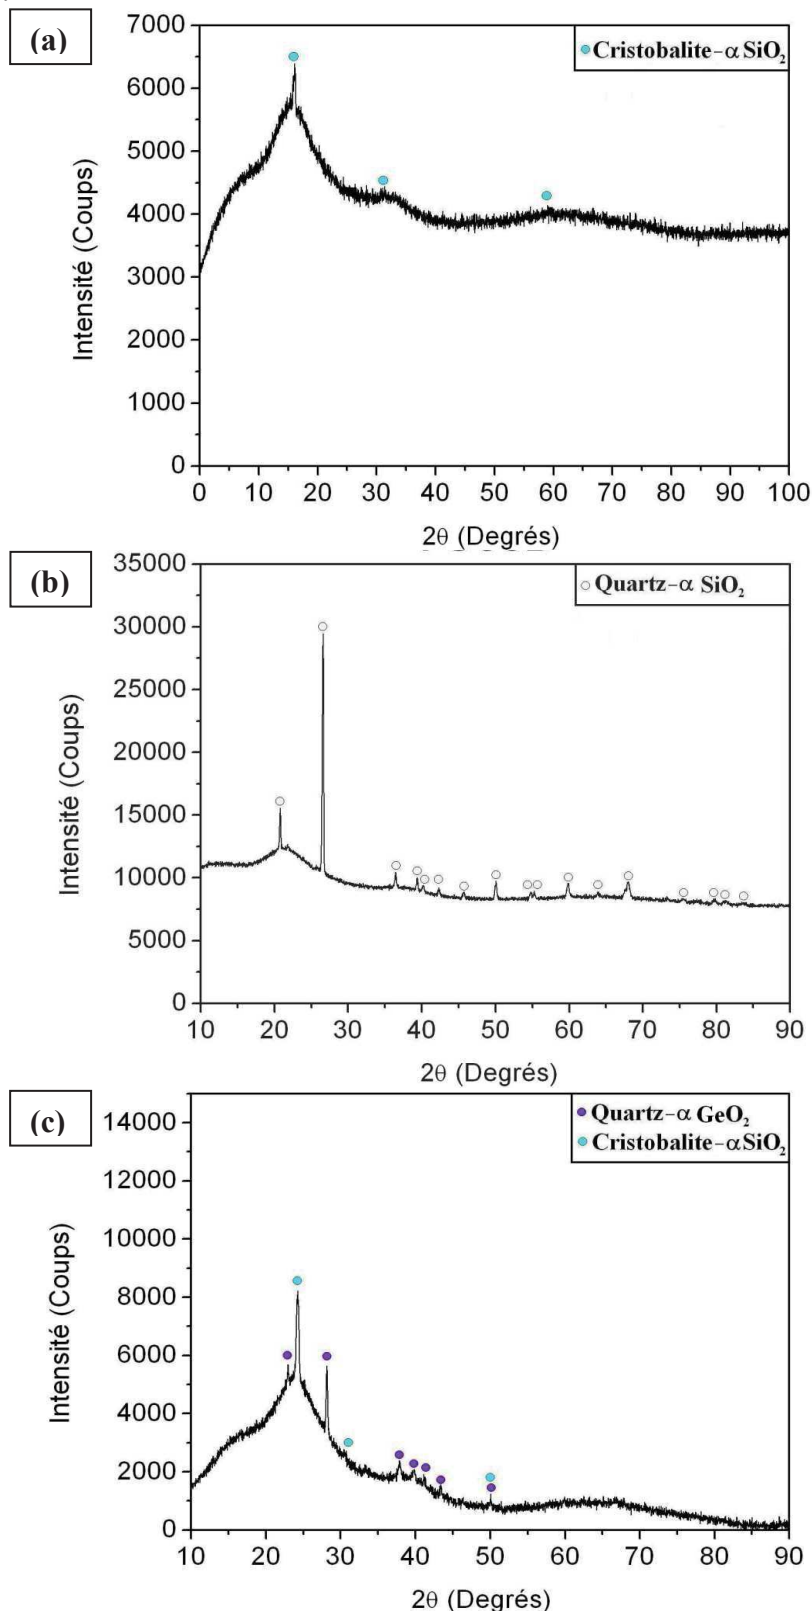 (a)
Cristobalite-α SiO₂
7000
6000
5000
4000
3000
2000
1000
0
Intensité (Coups)
0 10 20 30 40 50 60 70 80 90 100
2θ (Degrés)
(b)
Quartz-α SiO₂
35000
30000
25000
20000
15000
10000
5000
0
Intensité (Coups)
10 20 30 40 50 60 70 80 90
2θ (Degrés)
(c)
Quartz-α GeO₂
Cristobalite-αSiO₂
14000
12000
10000
8000
6000
4000
2000
0
Intensité (Coups)
10 20 30 40 50 60 70 80 90
2θ (Degrés)